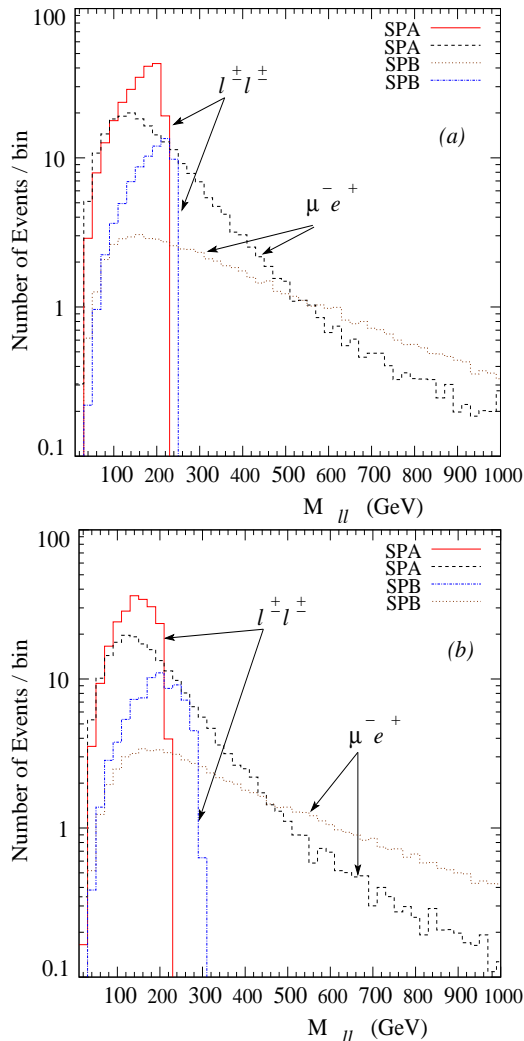 100
10
1
0.1
Number of Events / bin
SPA
SPA
SPB
SPB
l± l±
(a)
μ⁻ e⁺
100 200 300 400 500 600 700 800 900 1000
M ll (GeV)
100
10
1
0.1
Number of Events / bin
SPA
SPA
SPB
SPB
l± l±
(b)
μ⁻ e⁺
100 200 300 400 500 600 700 800 900 1000
M ll (GeV)